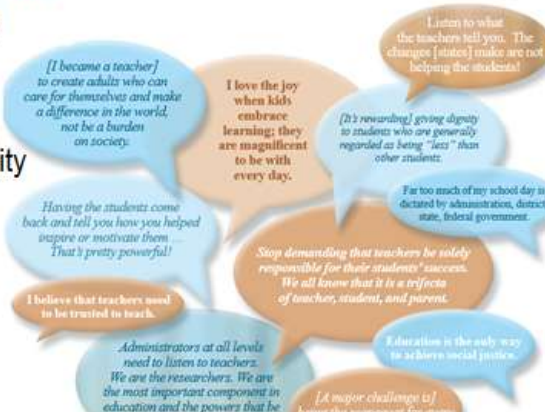 Listen to what
the teachers tell you. The
changes [states] make are not
helping the students!
[I became a teacher]
to create adults who can
care for themselves and make
a difference in the world,
not be a burden
on society.
I love the joy
when kids
embrace
learning; they
are magnificent
to be with
every day.
[It's rewarding] giving dignity
to students who are generally
regarded as being "less" than
other students.
ity
Far too much of my school day is
dictated by administration, district,
state, federal government.
Having the students come
back and tell you how you helped
inspire or motivate them ...
That's pretty powerful!
Stop demanding that teachers be solely
responsible for their students' success.
We all know that it is a trifecta
of teacher, student, and parent.
I believe that teachers need
to be trusted to teach.
Education is the only way
to achieve social justice.
Administrators at all levels
need to listen to teachers.
We are the researchers. We are
the most important component in
education and the powers that be
[A major challenge is]